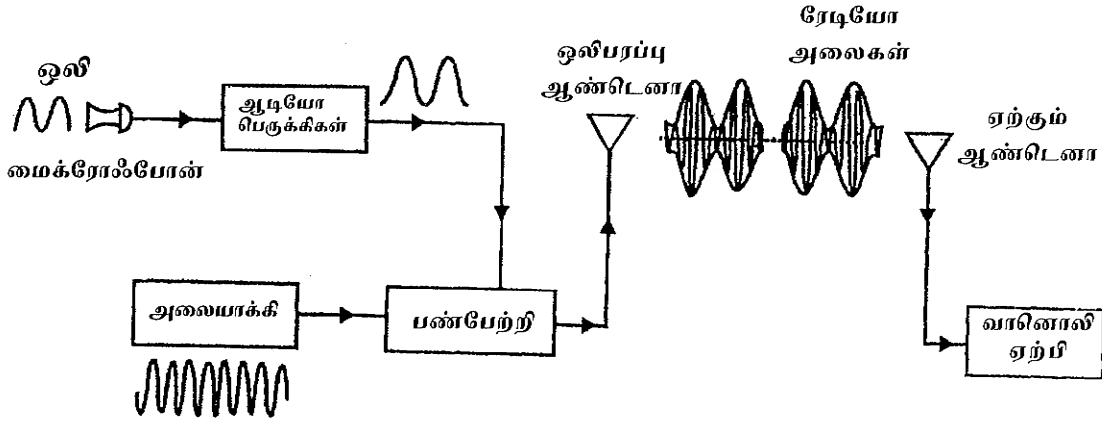 ஒலி
மைக்ரோஃபோன்
ஆடியோ
பெருக்கிகள்
ஒலிபரப்பு
ஆண்டெனா
ரேடியோ
அலைகள்
ஏற்கும்
ஆண்டெனா
அலையாக்கி
பண்பேற்றி
வானொலி
ஏற்பி